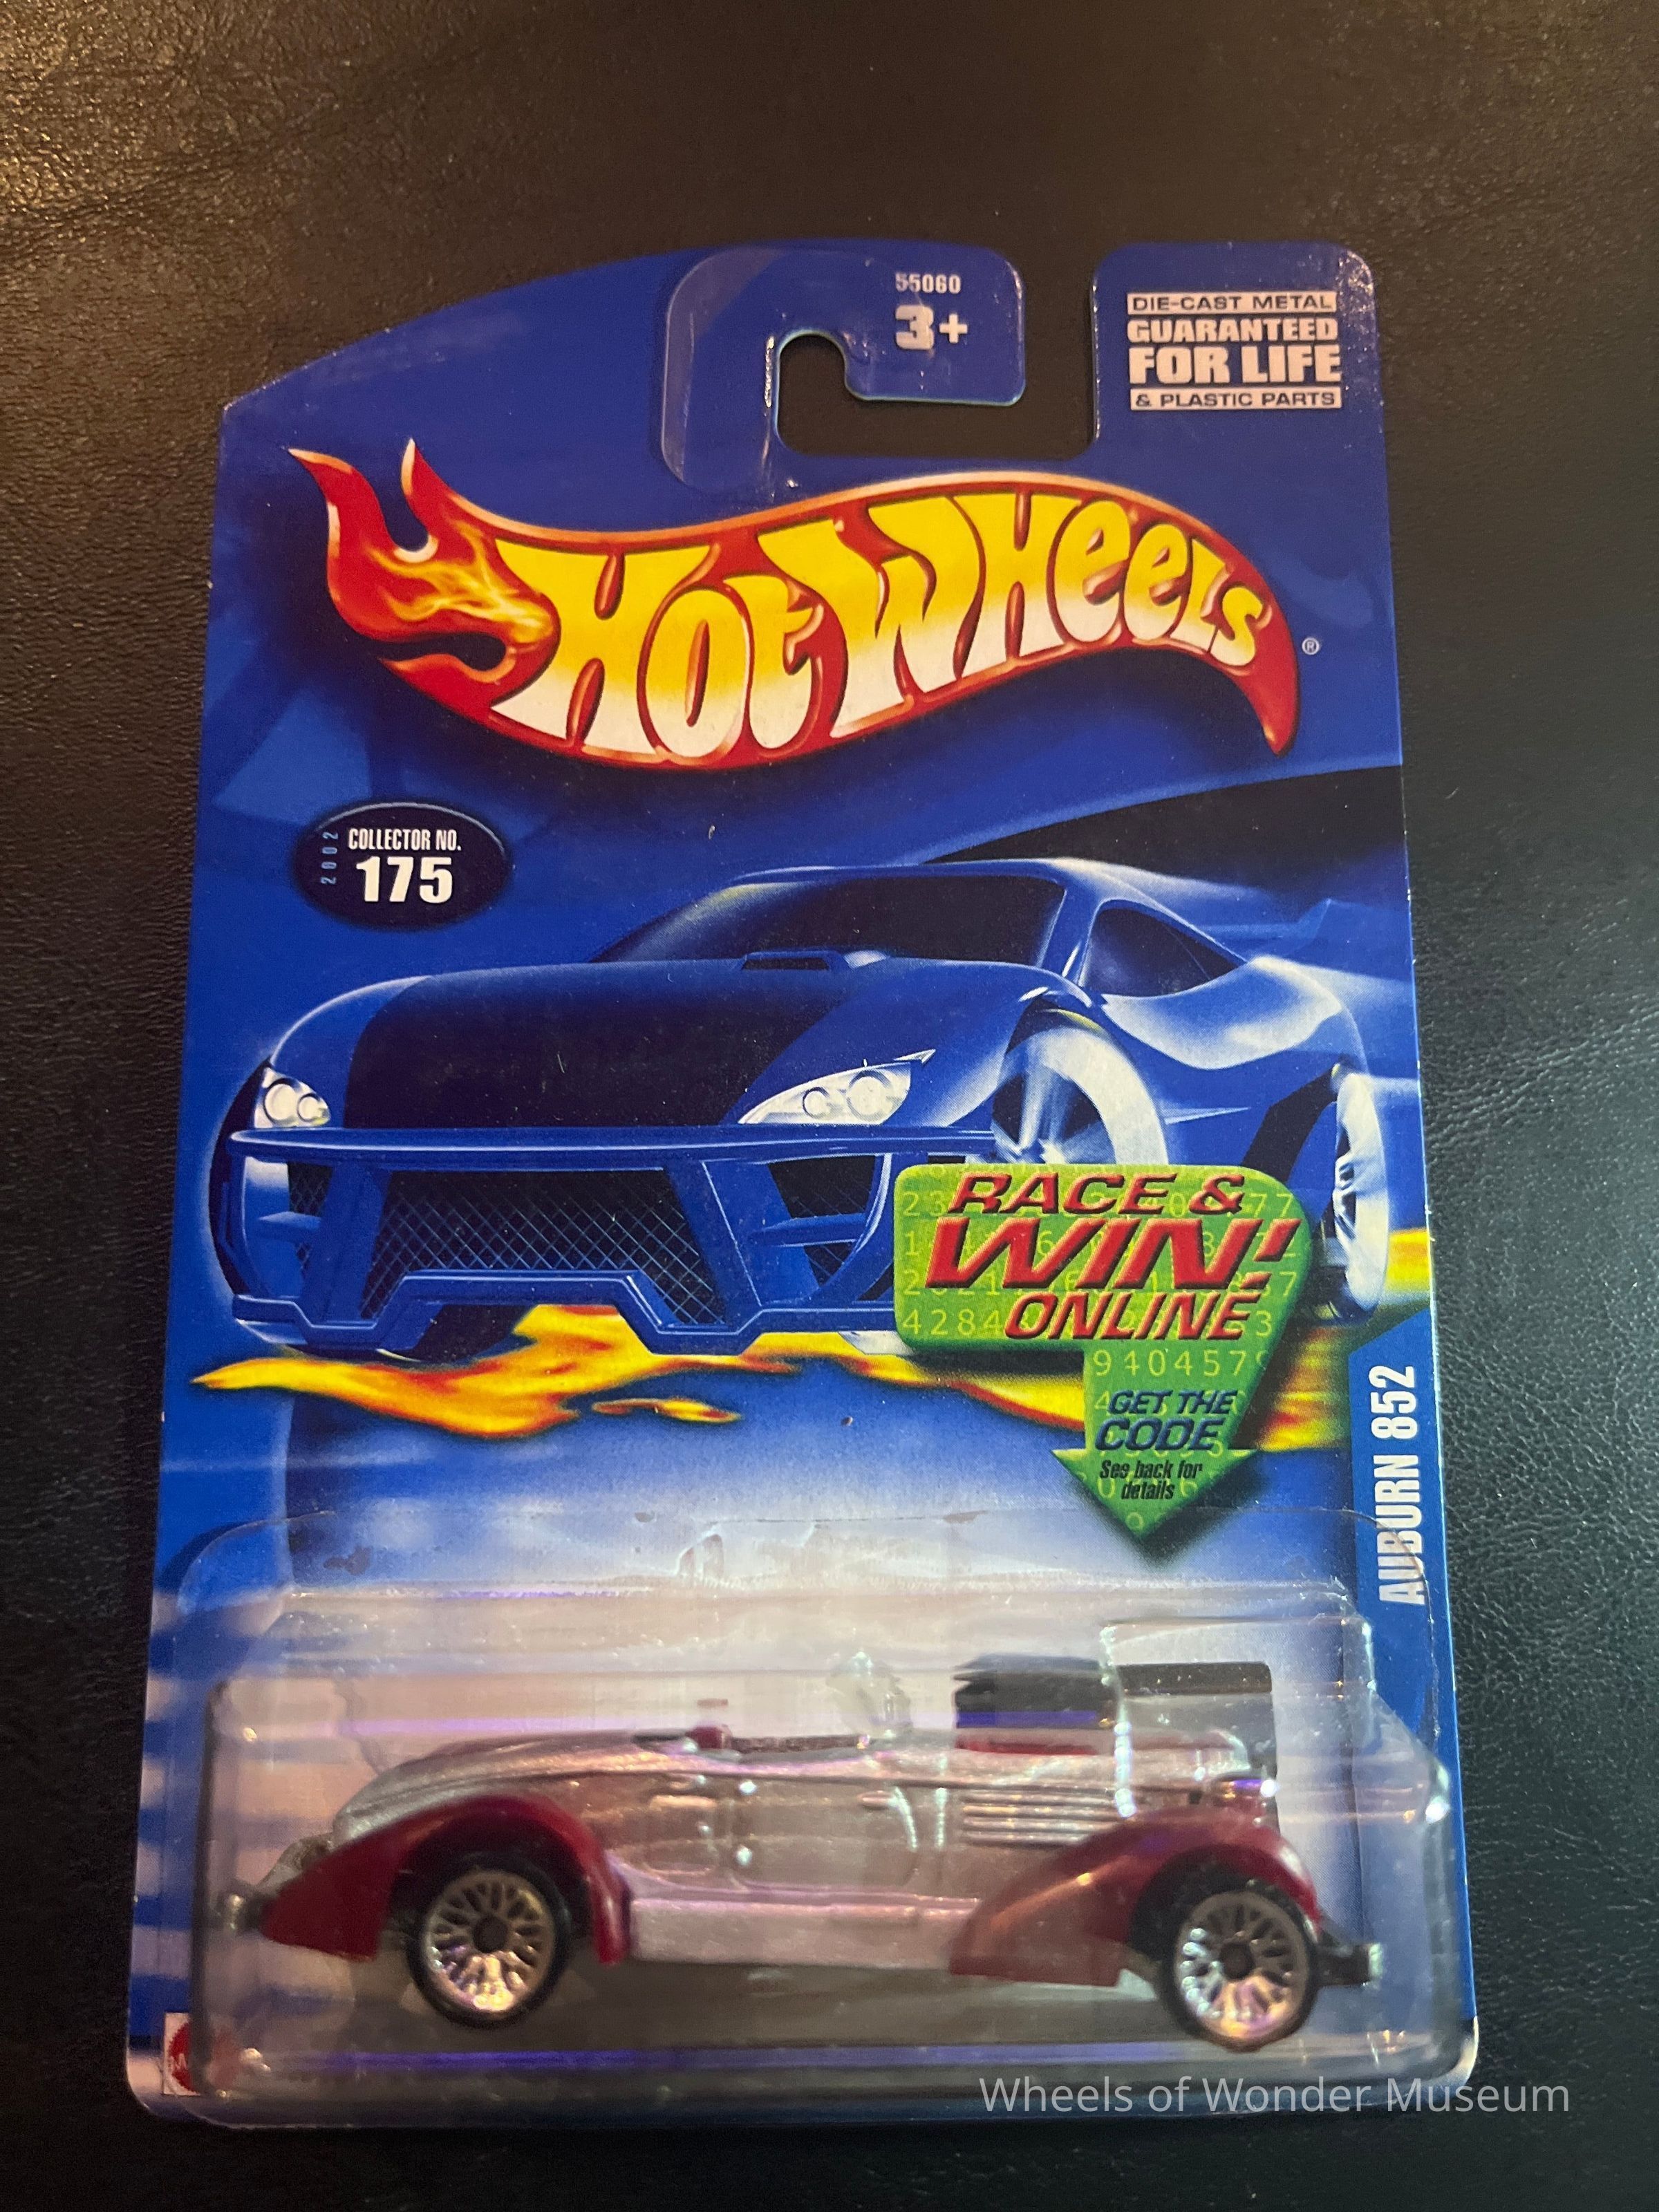 55060
3+
DIE-CAST METAL
GUARANTEED
FOR LIFE
& PLASTIC PARTS
Hot Wheels
®
2002
COLLECTOR NO.
175
RACE &
WIN!
ONLINE
940457
GET THE
CODE
See back for
details
AUBURN 852
Wheels of Wonder Museum